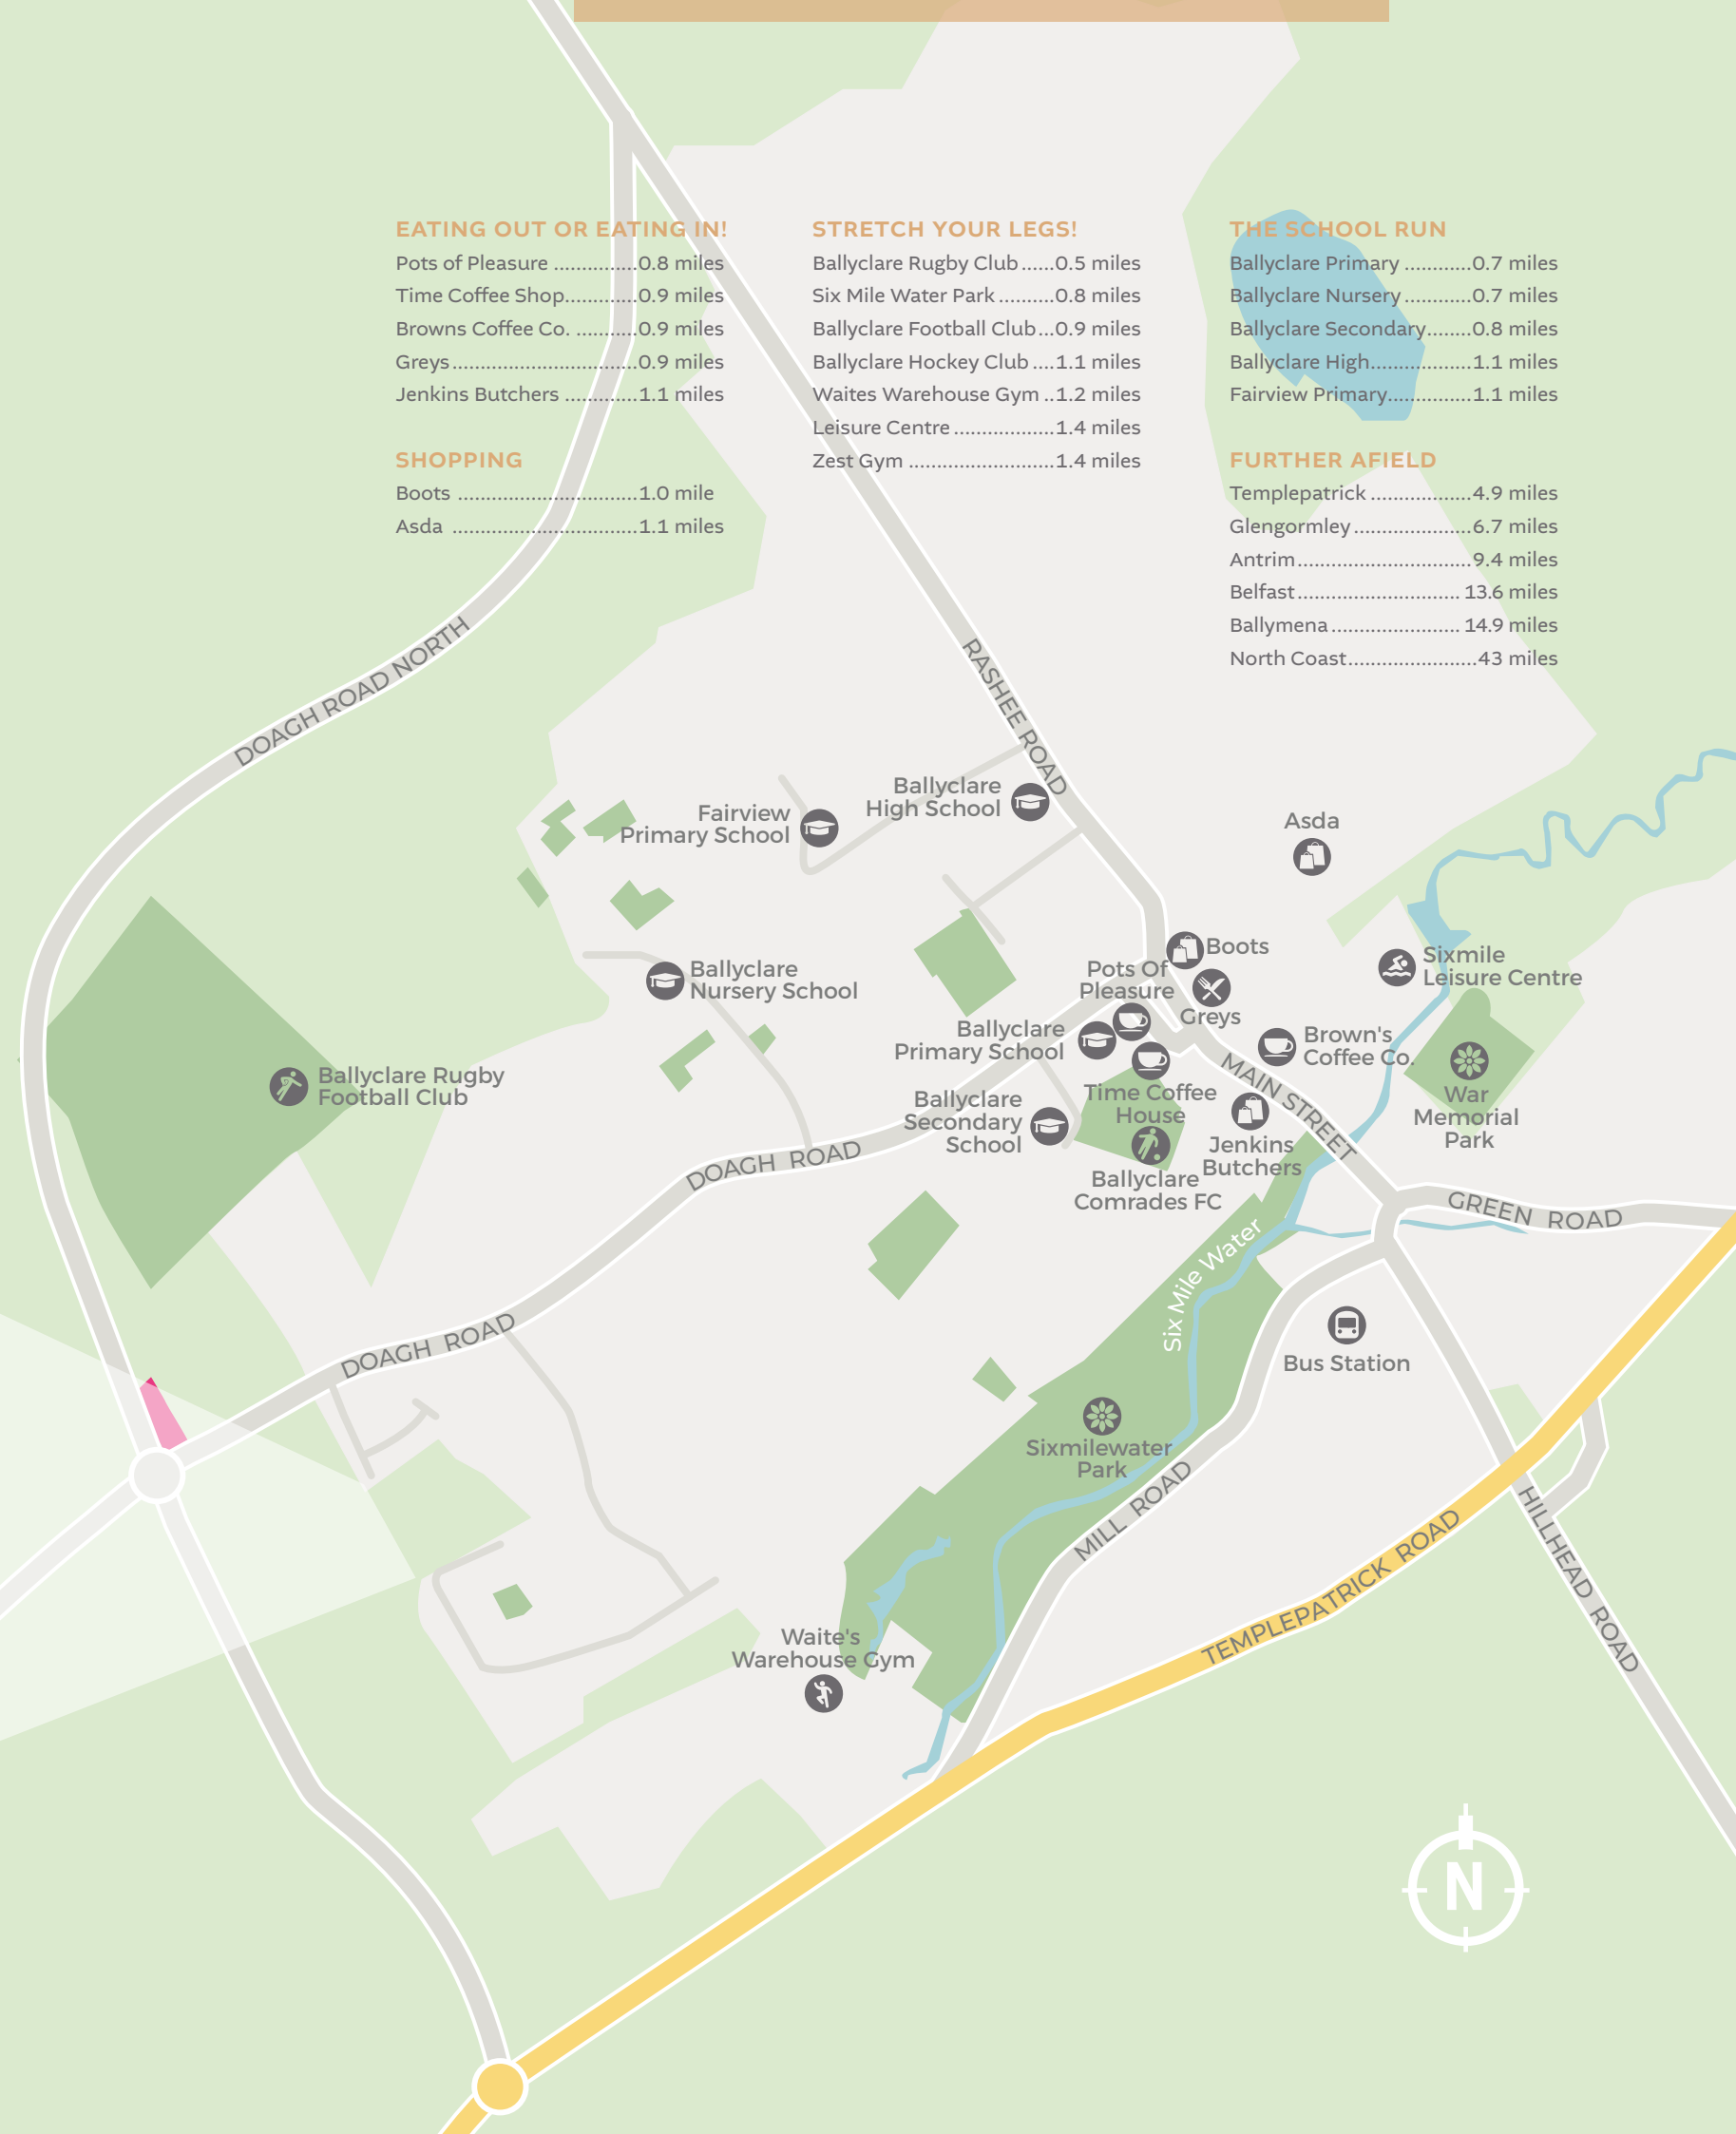 EATING OUT OR EATING IN!
Pots of Pleasure ...............0.8 miles
Time Coffee Shop.............0.9 miles
Browns Coffee Co. ...........0.9 miles
Greys.................................0.9 miles
Jenkins Butchers .............1.1 miles
SHOPPING
Boots ................................1.0 mile
Asda .................................1.1 miles
STRETCH YOUR LEGS!
Ballyclare Rugby Club......0.5 miles
Six Mile Water Park ..........0.8 miles
Ballyclare Football Club...0.9 miles
Ballyclare Hockey Club ....1.1 miles
Waites Warehouse Gym ..1.2 miles
Leisure Centre..................1.4 miles
Zest Gym ..........................1.4 miles
THE SCHOOL RUN
Ballyclare Primary ............0.7 miles
Ballyclare Nursery............0.7 miles
Ballyclare Secondary........0.8 miles
Ballyclare High..................1.1 miles
Fairview Primary...............1.1 miles
FURTHER AFIELD
Templepatrick ..................4.9 miles
Glengormley.....................6.7 miles
Antrim...............................9.4 miles
Belfast............................. 13.6 miles
Ballymena....................... 14.9 miles
North Coast.......................43 miles
DOAGH ROAD NORTH
RASHEE ROAD
Ballyclare
High School
Fairview
Primary School
Asda
Boots
Sixmile
Leisure Centre
Ballyclare
Nursery School
Pots Of
Pleasure
Greys
Ballyclare
Primary School
Brown's
Coffee Co.
MAIN STREET
Ballyclare Rugby
Football Club
Time Coffee
House
War
Memorial
Park
Ballyclare
Secondary
School
Jenkins
Butchers
DOAGH ROAD
Ballyclare
Comrades FC
GREEN ROAD
Six Mile Water
DOAGH ROAD
Bus Station
Sixmilewater
Park
MILL ROAD
TEMPLEPATRICK ROAD
HILLHEAD ROAD
Waite's
Warehouse Gym
N